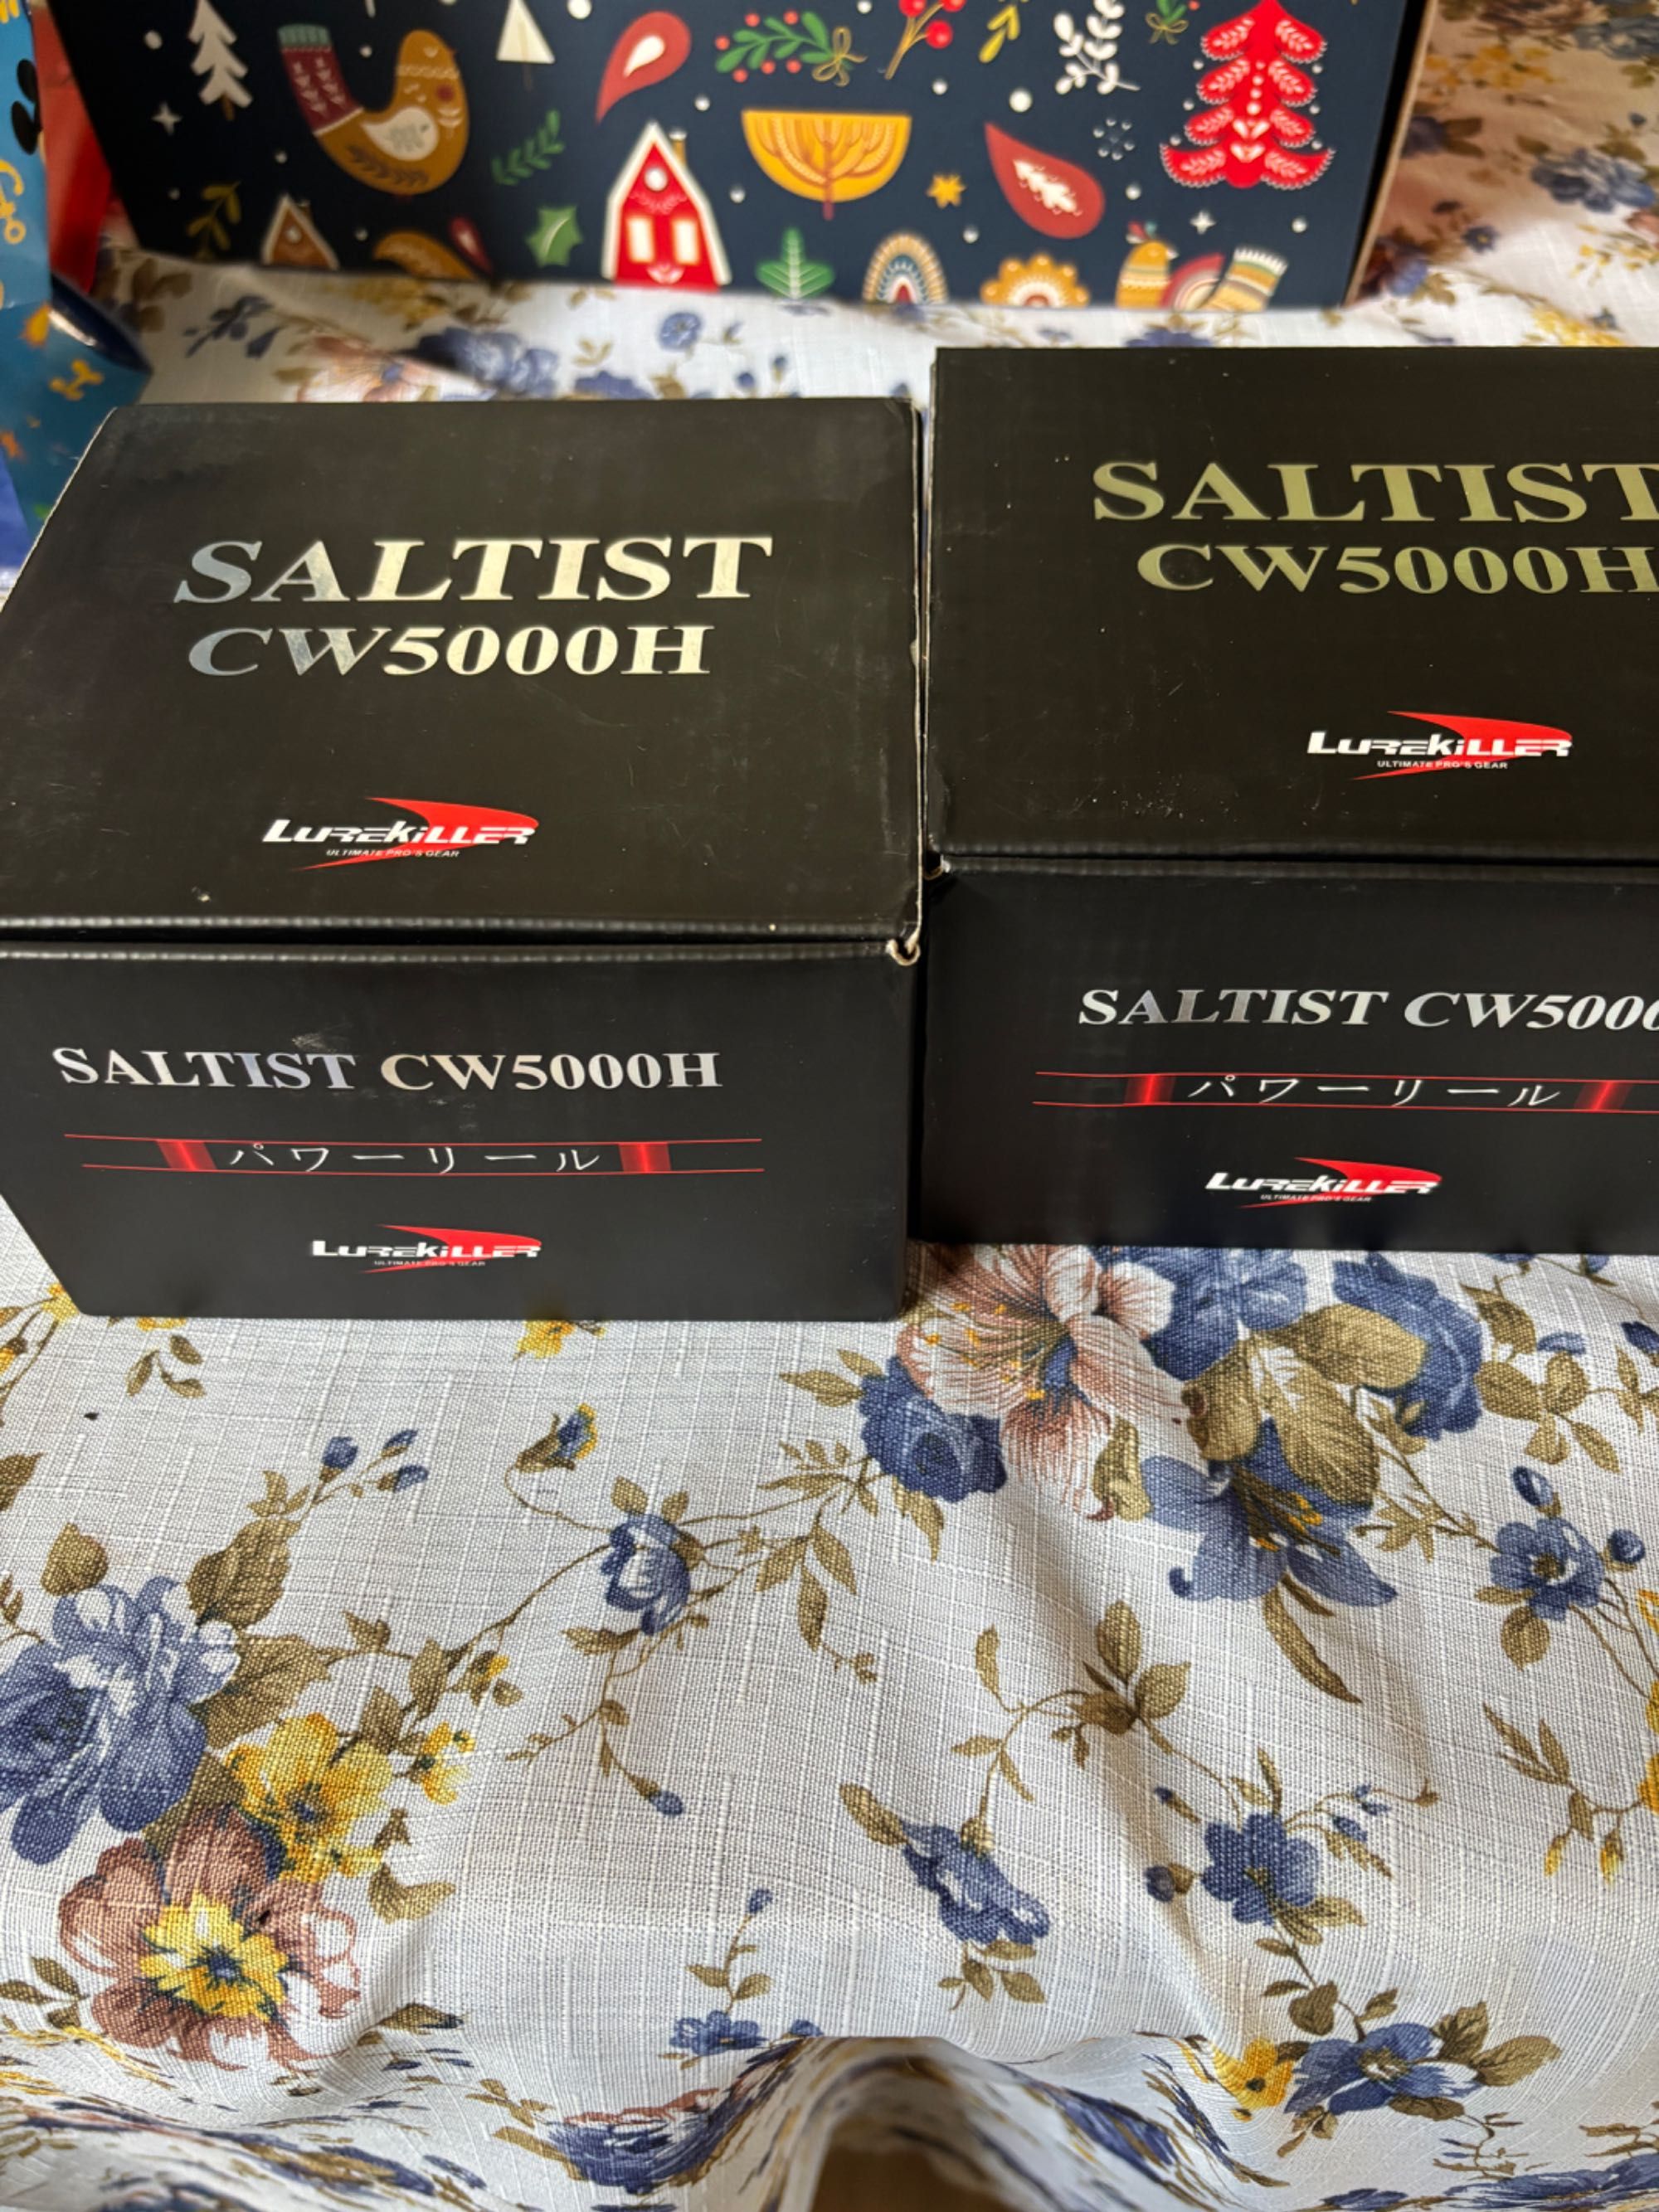 SALTIST
CW5000H
LUREKILLER
ULTIMATE PRO'S GEAR
SALTIST CW5000H
パワーリール
LUREKILLER
ULTIMATE PRO'S GEAR
SALTIST
CW5000H
LUREKILLER
ULTIMATE PRO'S GEAR
SALTIST CW5000
パワーリール
LUREKILLER
ULTIMATE PRO'S GEAR